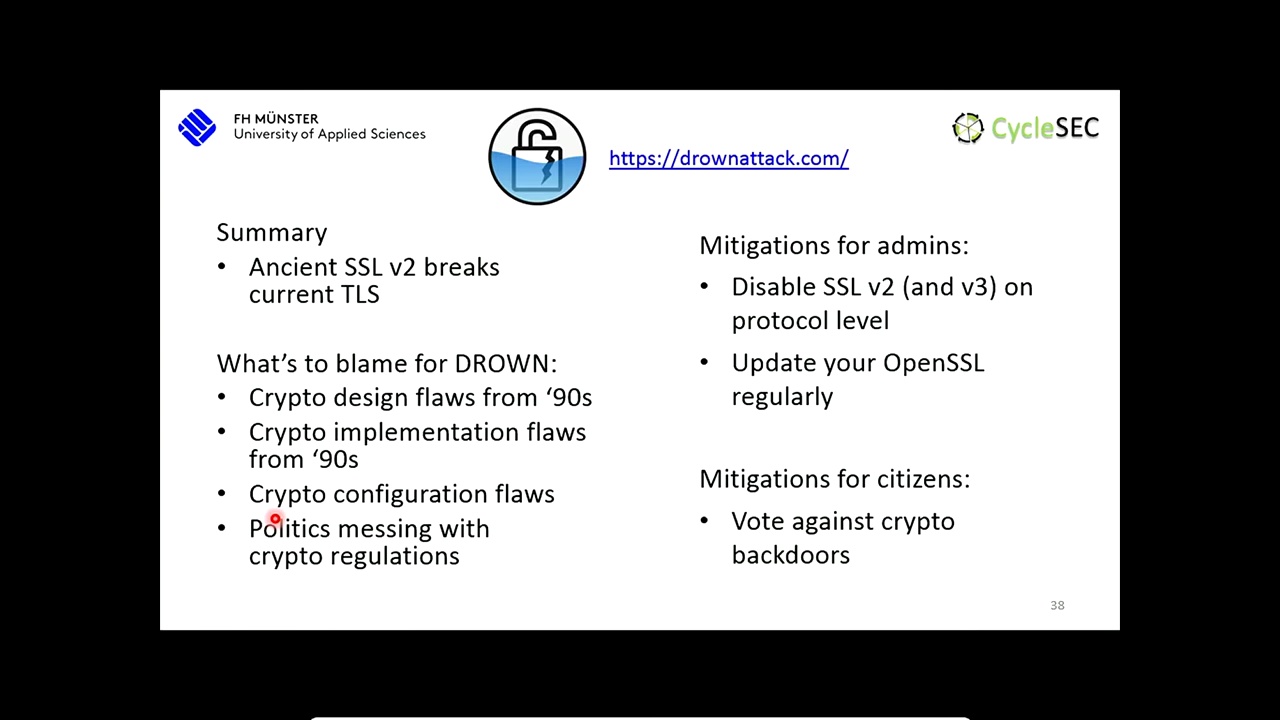 FH MÜNSTER
University of Applied Sciences
https://drownattack.com/
CycleSEC
Summary
• Ancient SSL v2 breaks
current TLS
What’s to blame for DROWN:
• Crypto design flaws from ‘90s
• Crypto implementation flaws
from ‘90s
• Crypto configuration flaws
• Politics messing with
crypto regulations
Mitigations for admins:
• Disable SSL v2 (and v3) on
protocol level
• Update your OpenSSL
regularly
Mitigations for citizens:
• Vote against crypto
backdoors
38